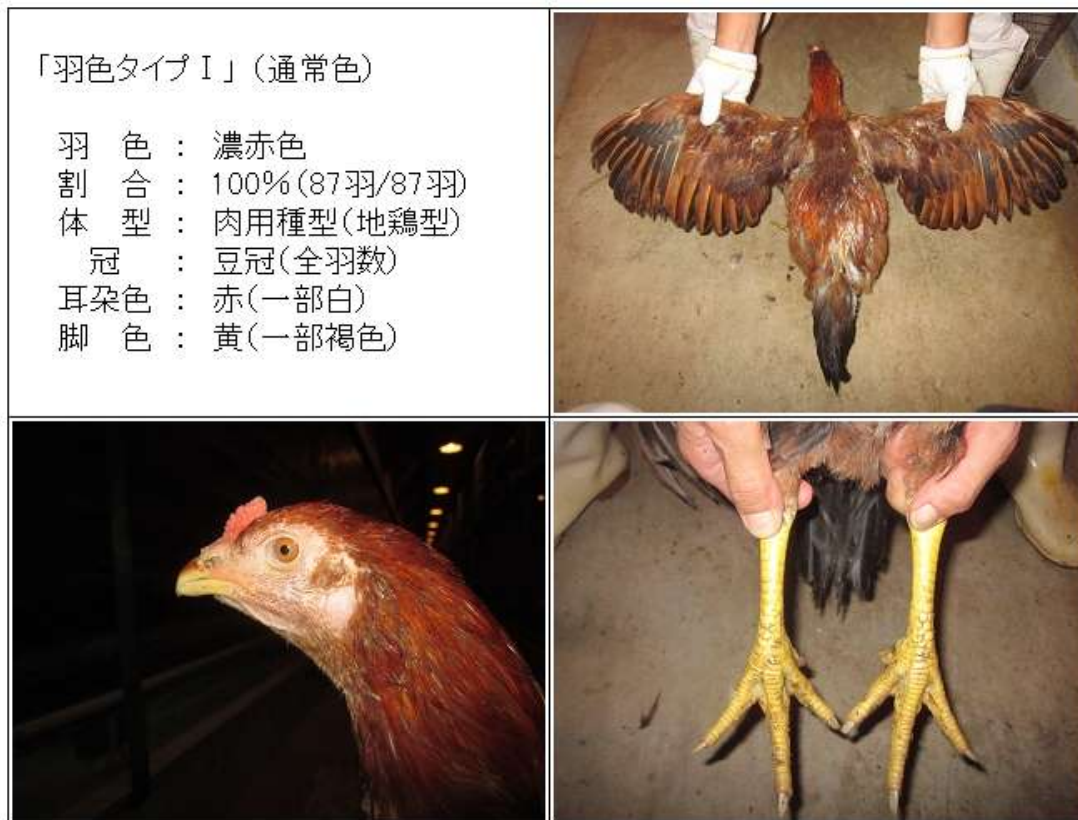 「羽色タイプⅠ」(通常色)
羽　色 : 濃赤色
割　合 : 100%(87羽/87羽)
体　型 : 肉用種型(地鶏型)
冠　: 豆冠(全羽数)
耳朶色 : 赤(一部白)
脚　色 : 黄(一部褐色)